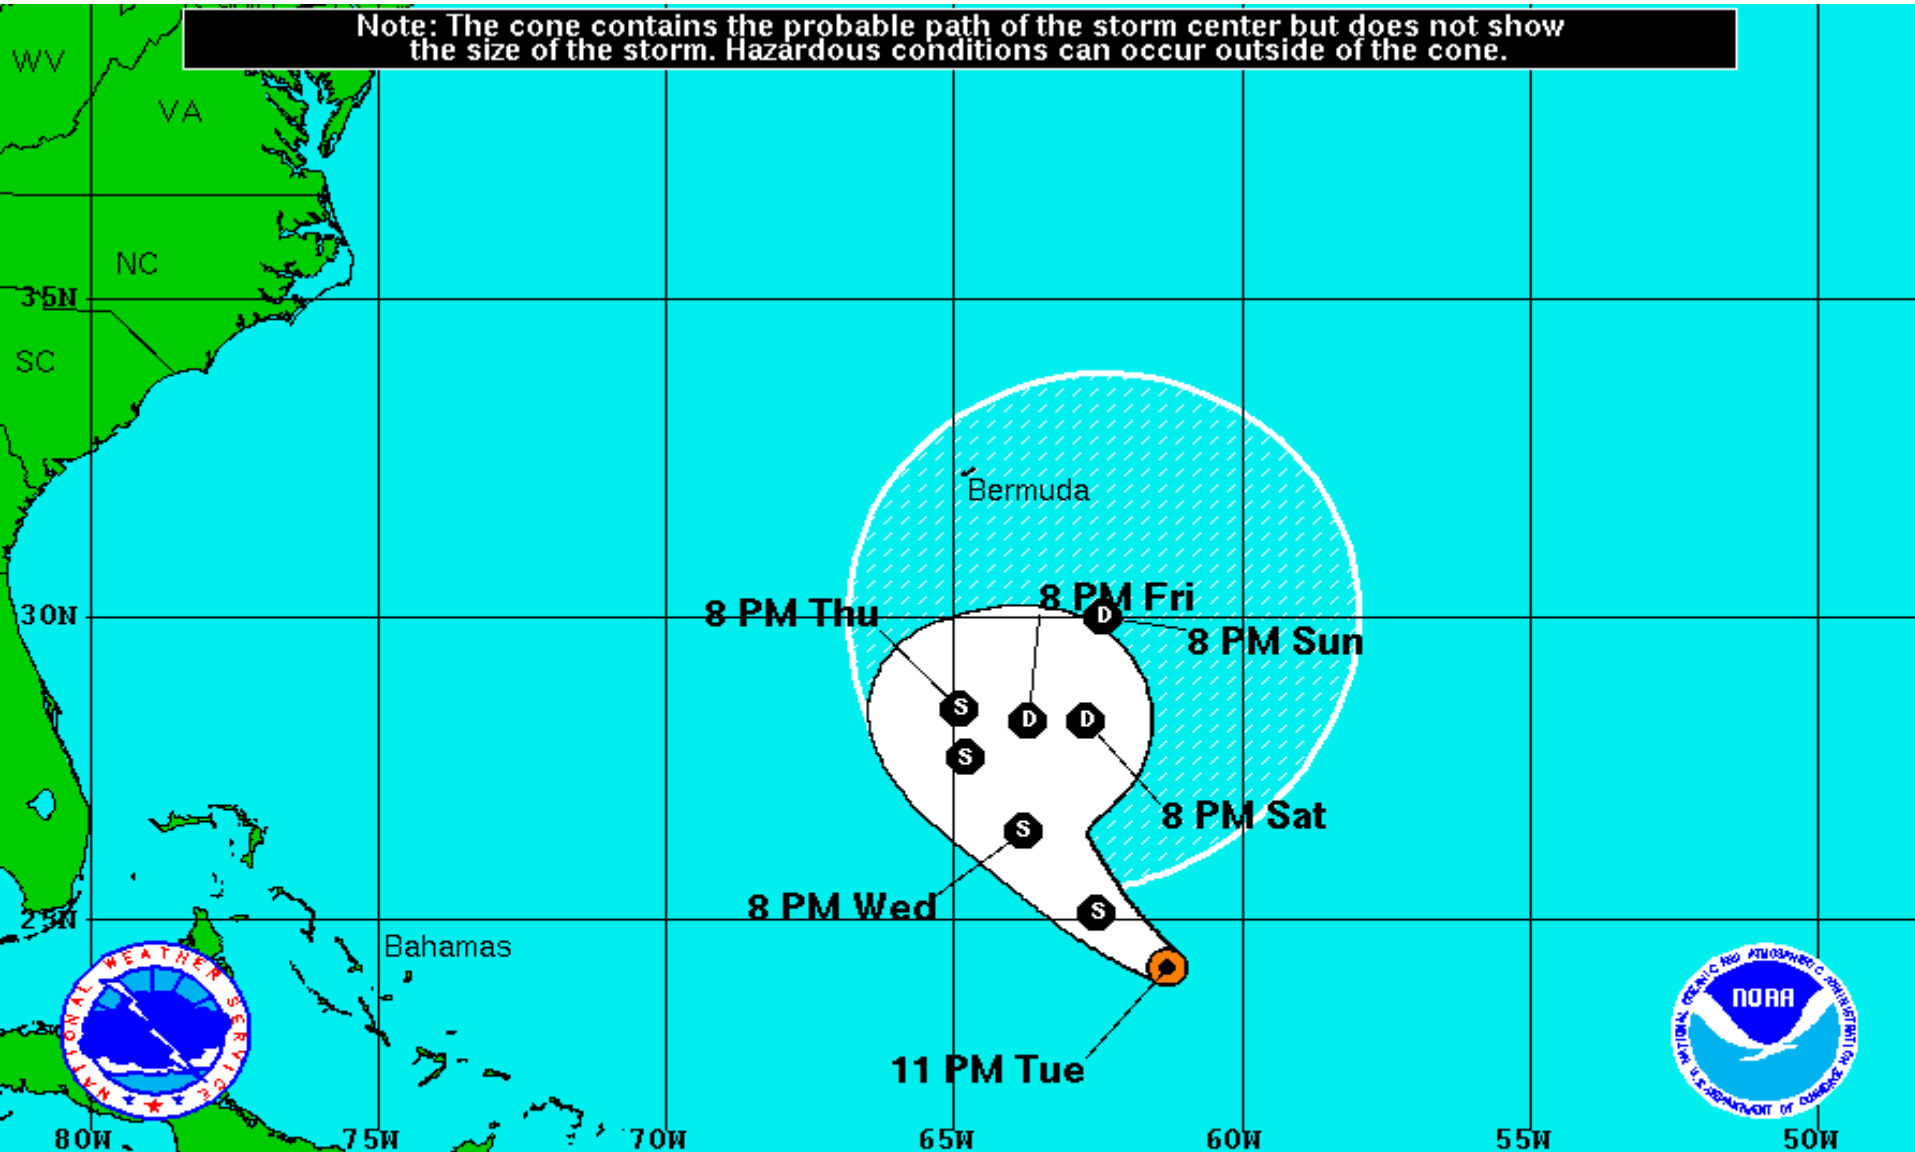 Note: The cone contains the probable path of the storm center but does not show
the size of the storm. Hazardous conditions can occur outside of the cone.
WV
VA
NC
35N
SC
Bermuda
8 PM Fri
8 PM Thu
30N
D
8 PM Sun
S
D
D
S
8 PM Sat
S
8 PM Wed
S
25N
Bahamas
NATIONAL WEATHER SERVICE
NOAA
11 PM Tue
80W
75W
70W
65W
60W
55W
50W